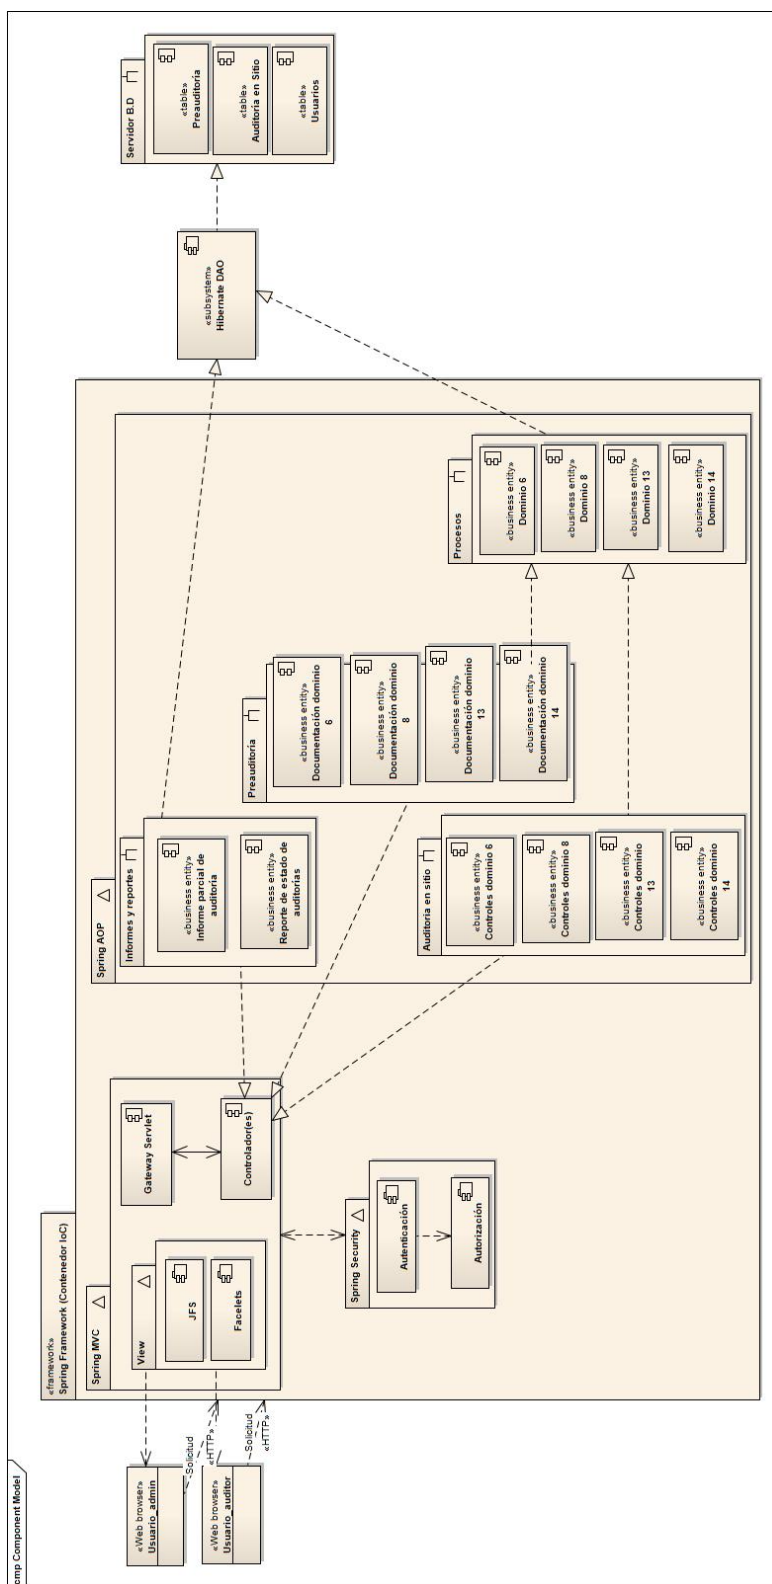 cmp Component Model
«Web browser»
Usuario_admin
«Web browser»
Usuario_auditor
Solicitud
«HTTP»
Solicitud
«HTTP»
«framework»
Spring Framework (Contenedor IoC)
Spring MVC
View
JFS
Facelets
Gateway Servlet
Controlador(es)
Spring Security
Autenticación
Autorización
Spring AOP
Informes y reportes
«business entity»
Informe parcial de
auditoria
«business entity»
Reporte de estado de
auditorías
Preauditoría
«business entity»
Documentación dominio
6
«business entity»
Documentación dominio
8
«business entity»
Documentación dominio
13
«business entity»
Documentación dominio
14
Auditoria en sitio
«business entity»
Controles dominio 6
«business entity»
Controles dominio 8
«business entity»
Controles dominio
13
«business entity»
Controles dominio
14
Procesos
«business entity»
Dominio 6
«business entity»
Dominio 8
«business entity»
Dominio 13
«business entity»
Dominio 14
«subsystem»
Hibernate DAO
Servidor B.D
«table»
Preauditoría
«table»
Auditoria en Sitio
«table»
Usuarios